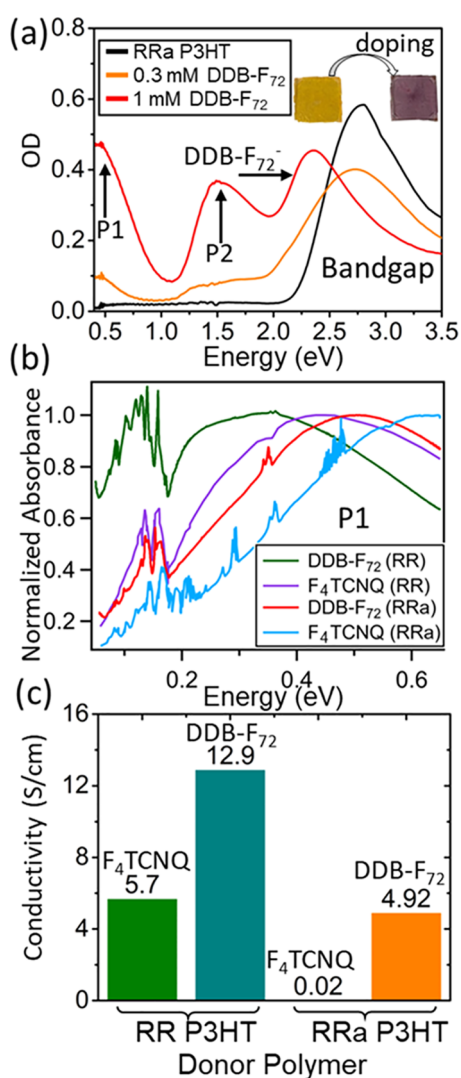 (a)
doping
RRa P3HT
0.3 mM DDB-F₇₂
1 mM DDB-F₇₂
0.8
0.6
0.4
0.2
0.0
OD
DDB-F₇₂⁻
P1
P2
Bandgap
0.5 1.0 1.5 2.0 2.5 3.0 3.5
Energy (eV)
(b)
1.0
0.8
0.6
0.4
0.2
Normalized Absorbance
P1
DDB-F₇₂ (RR)
F₄TCNQ (RR)
DDB-F₇₂ (RRa)
F₄TCNQ (RRa)
0.2 0.4 0.6
Energy (eV)
(c)
16
12
8
4
0
Conductivity (S/cm)
DDB-F₇₂
12.9
F₄TCNQ
5.7
DDB-F₇₂
4.92
F₄TCNQ
0.02
RR P3HT RRa P3HT
Donor Polymer